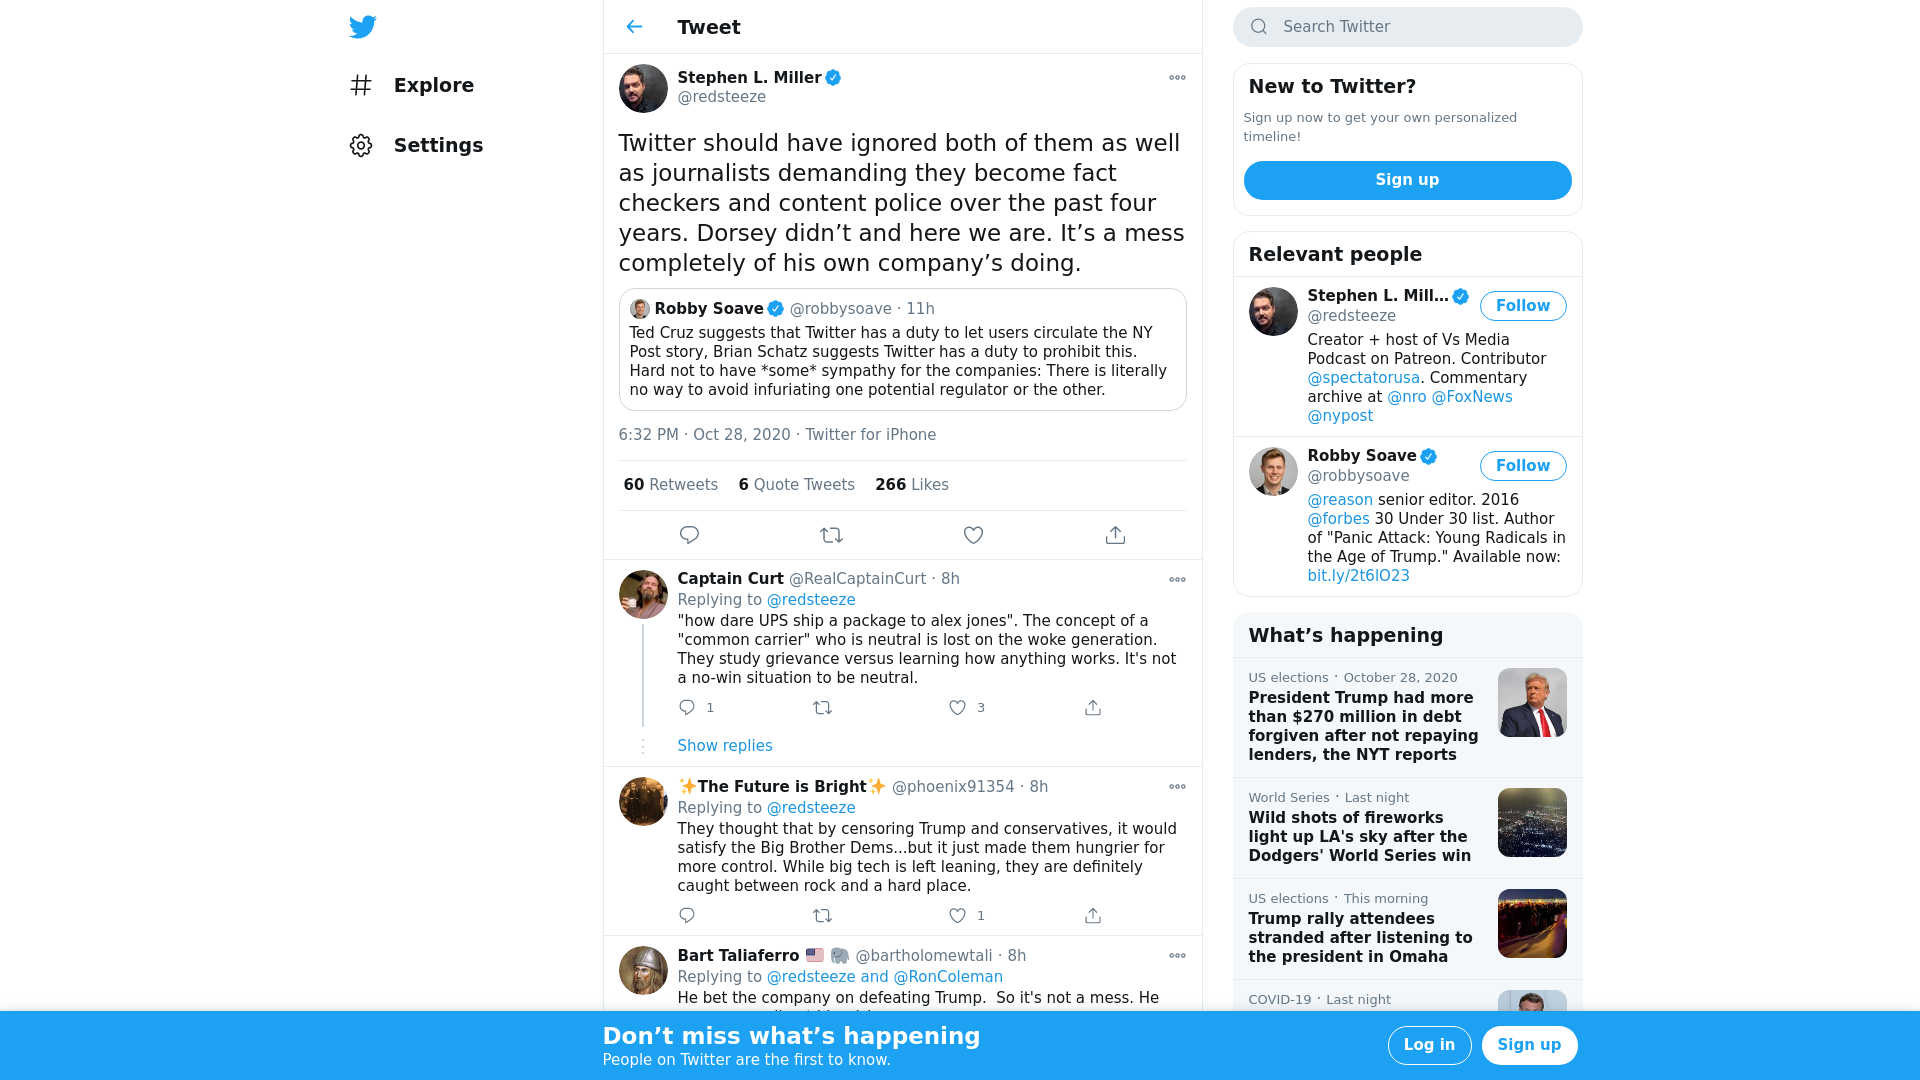 Explore
Settings
Tweet
Stephen L. Miller
@redsteeze
Twitter should have ignored both of them as well
as journalists demanding they become fact
checkers and content police over the past four
years. Dorsey didn’t and here we are. It’s a mess
completely of his own company’s doing.
Robby Soave @robbysoave · 11h
Ted Cruz suggests that Twitter has a duty to let users circulate the NY
Post story, Brian Schatz suggests Twitter has a duty to prohibit this.
Hard not to have *some* sympathy for the companies: There is literally
no way to avoid infuriating one potential regulator or the other.
6:32 PM · Oct 28, 2020 · Twitter for iPhone
60 Retweets 6 Quote Tweets 266 Likes
Captain Curt @RealCaptainCurt · 8h
Replying to @redsteeze
"how dare UPS ship a package to alex jones". The concept of a
"common carrier" who is neutral is lost on the woke generation.
They study grievance versus learning how anything works. It's not
a no-win situation to be neutral.
1 3
Show replies
✨The Future is Bright✨ @phoenix91354 · 8h
Replying to @redsteeze
They thought that by censoring Trump and conservatives, it would
satisfy the Big Brother Dems...but it just made them hungrier for
more control. While big tech is left leaning, they are definitely
caught between rock and a hard place.
1
Bart Taliaferro 🇺🇸 🐘 @bartholomewtali · 8h
Replying to @redsteeze and @RonColeman
He bet the company on defeating Trump.  So it's not a mess. He
Search Twitter
New to Twitter?
Sign up now to get your own personalized
timeline!
Sign up
Relevant people
Stephen L. Mill...
Follow
@redsteeze
Creator + host of Vs Media
Podcast on Patreon. Contributor
@spectatorusa. Commentary
archive at @nro @FoxNews
@nypost
Robby Soave
Follow
@robbysoave
@reason senior editor. 2016
@forbes 30 Under 30 list. Author
of "Panic Attack: Young Radicals in
the Age of Trump." Available now:
bit.ly/2t6lO23
What’s happening
US elections · October 28, 2020
President Trump had more
than $270 million in debt
forgiven after not repaying
lenders, the NYT reports
World Series · Last night
Wild shots of fireworks
light up LA's sky after the
Dodgers' World Series win
US elections · This morning
Trump rally attendees
stranded after listening to
the president in Omaha
COVID-19 · Last night
Don’t miss what’s happening
People on Twitter are the first to know.
Log in
Sign up